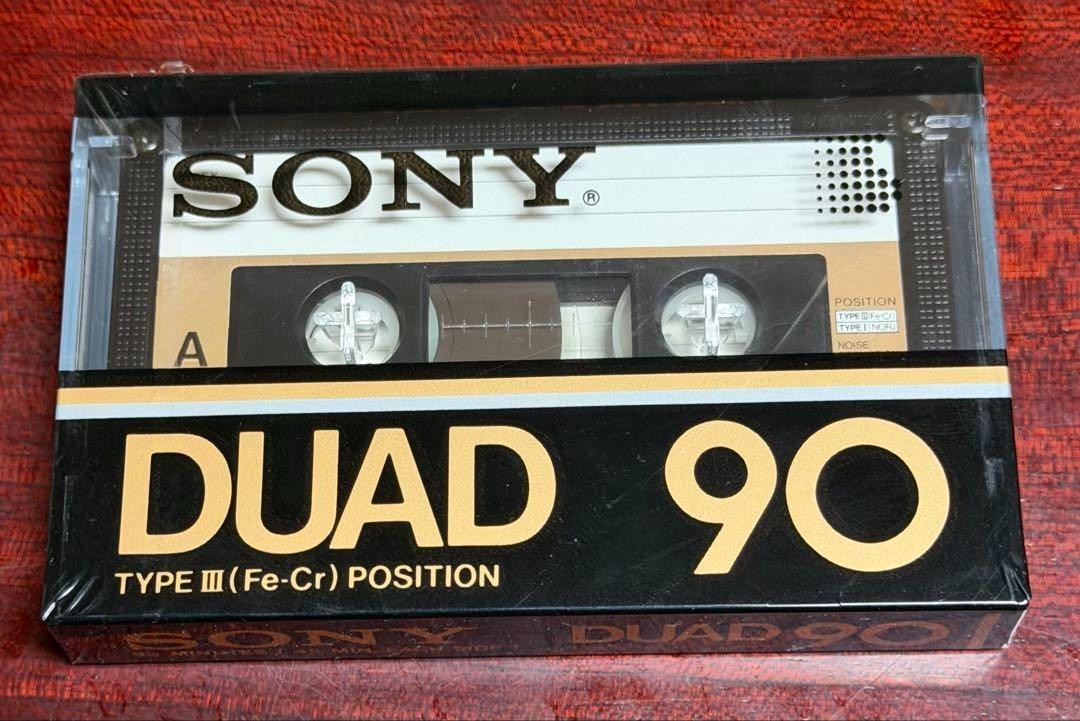 SONY®
POSITION
TYPE III (Fe-Cr)
TYPE I (NOR)
NOISE
A
DUAD 90
TYPE III (Fe-Cr) POSITION
SONY DUAD 90